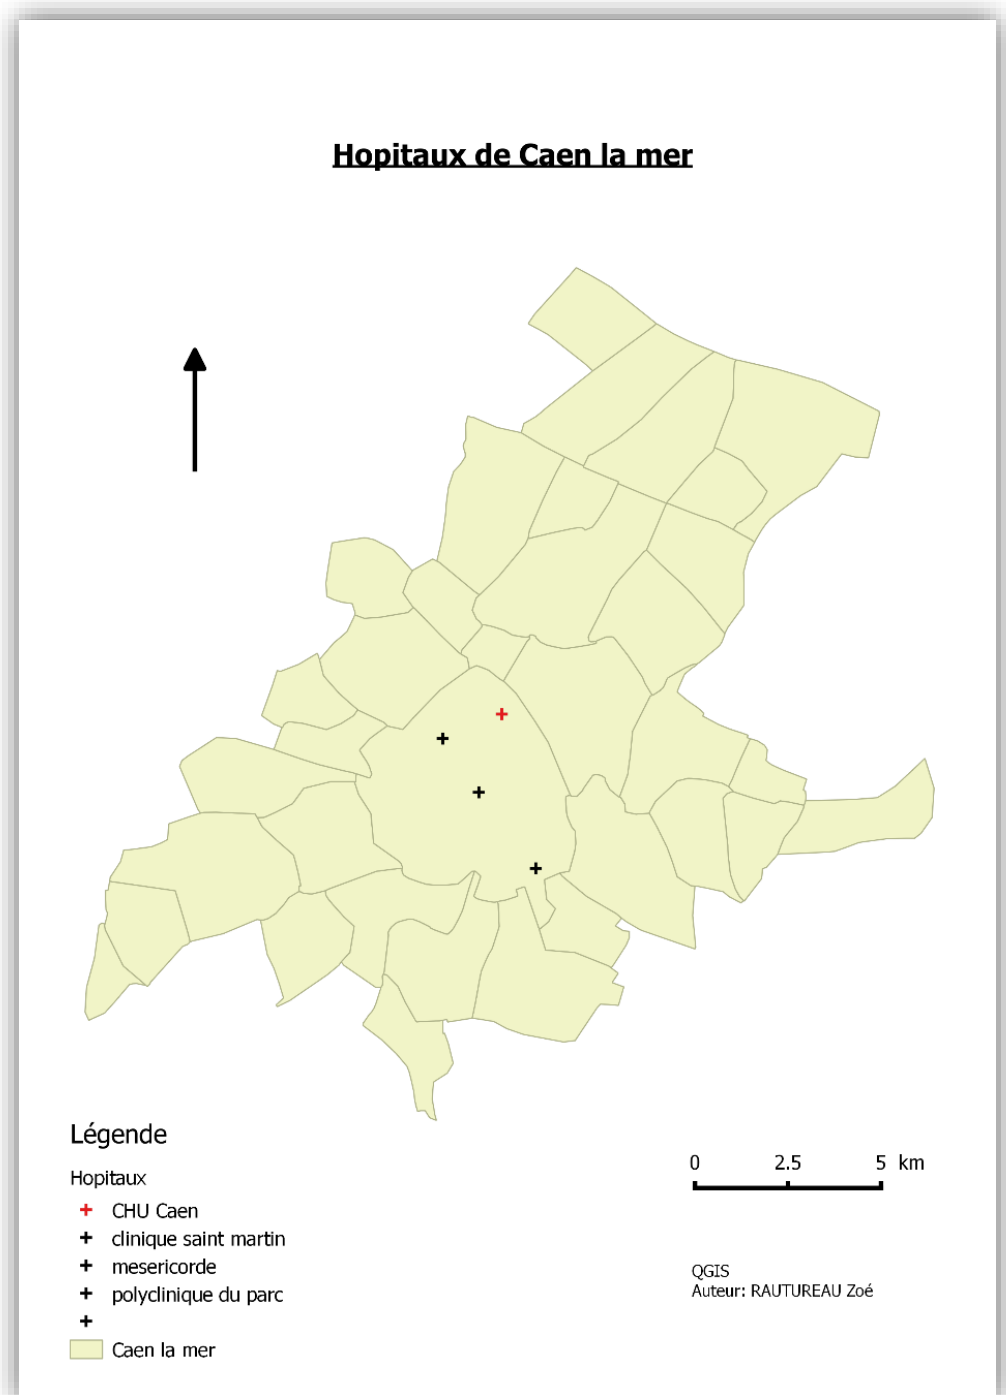 Hopitaux de Caen la mer
Légende
Hopitaux
CHU Caen
clinique saint martin
mesericorde
polyclinique du parc
Caen la mer
0 2.5 5 km
QGIS
Auteur: RAUTUREAU Zoé